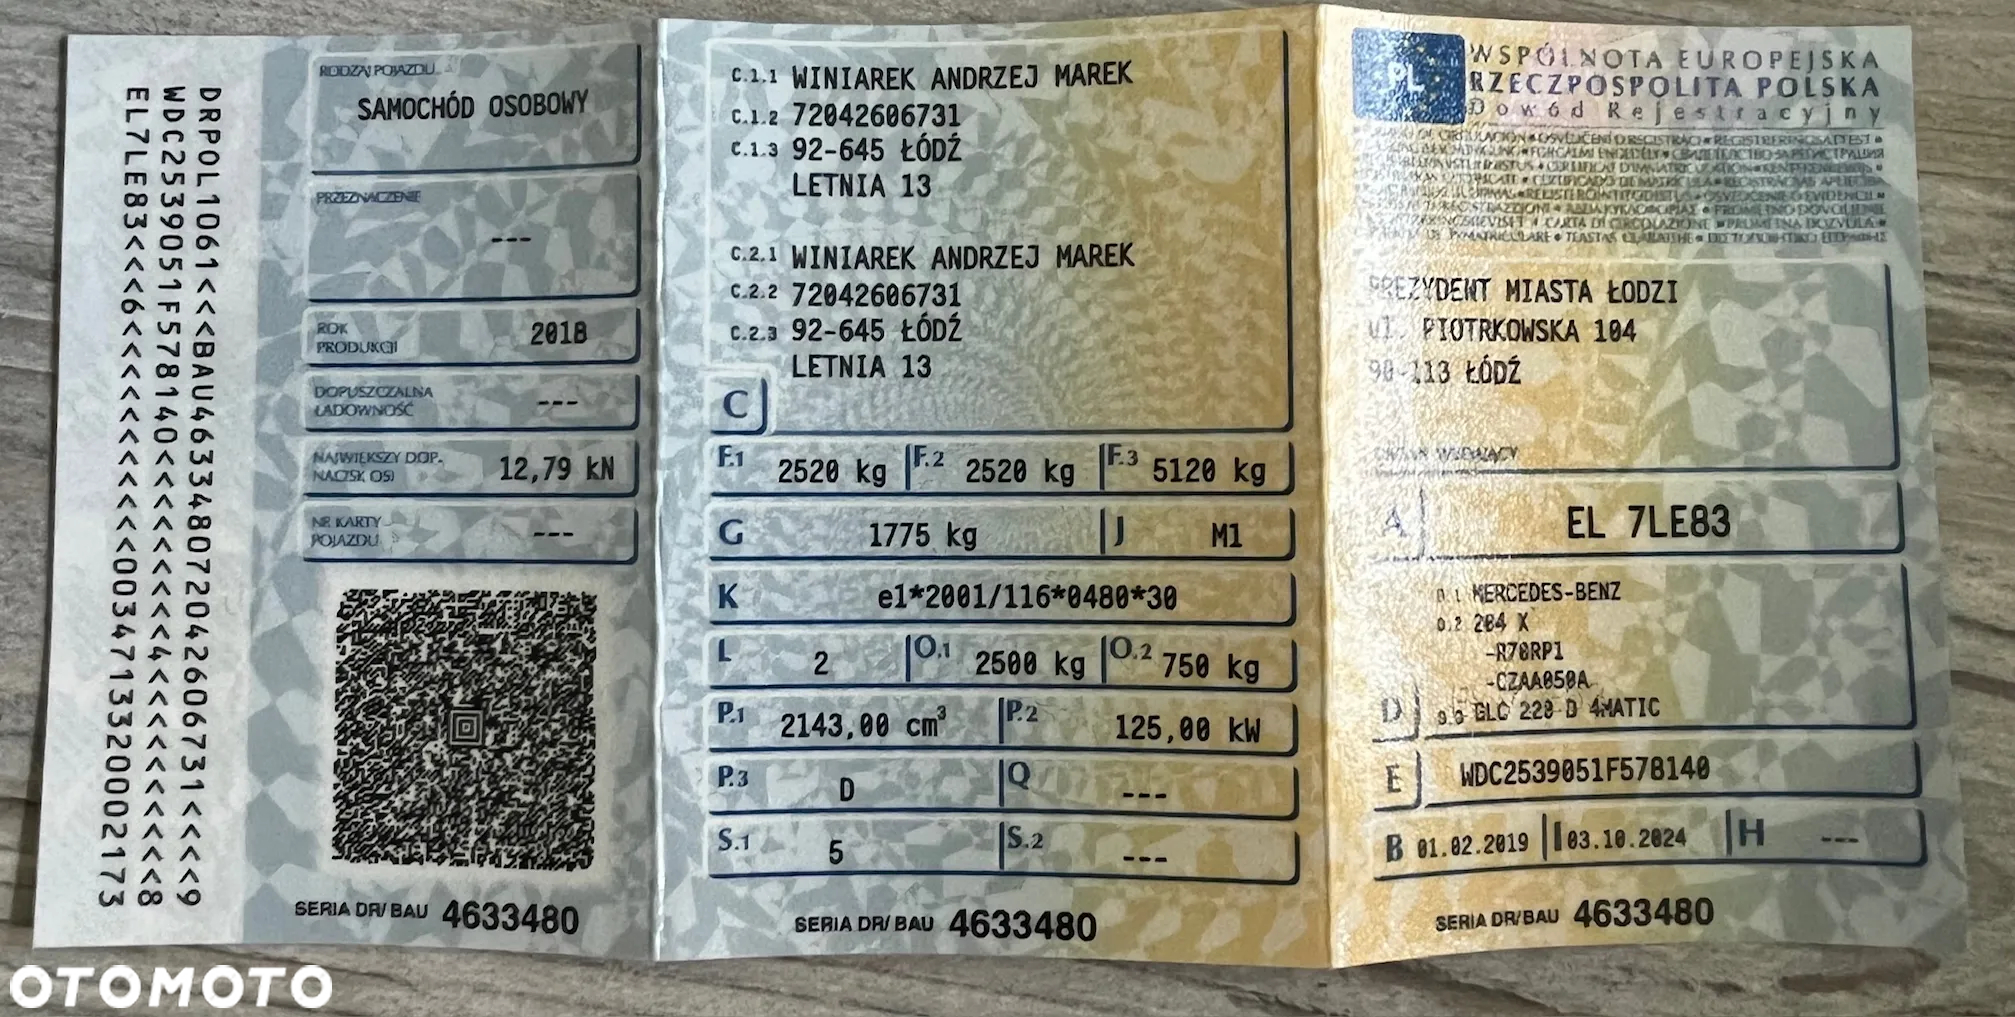 DRPOL1061<<<BAU463348072042606731<<<<9
WDC2539051F578140<<<<<<<4<<<<<<<<<<<8
EL7LE83<<<6<<<<<<<<<<<<0034713320002173
RODZAJ POJAZDU
SAMOCHÓD OSOBOWY
PRZEZNACZENIE
---
ROK
PRODUKCJI
2018
DOPUSZCZALNA
ŁADOWNOŚĆ
---
NAJWIĘKSZY DOP.
NACISK OSI
12,79 kN
NR KARTY
POJAZDU
---
SERIA DR/BAU 4633480
C.1.1 WINIAREK ANDRZEJ MAREK
C.1.2 72042606731
C.1.3 92-645 ŁÓDŹ
LETNIA 13
C.2.1 WINIAREK ANDRZEJ MAREK
C.2.2 72042606731
C.2.3 92-645 ŁÓDŹ
LETNIA 13
C
F.1 2520 kg F.2 2520 kg F.3 5120 kg
G 1775 kg J M1
K e1*2001/116*0480*30
L 2 O.1 2500 kg O.2 750 kg
P.1 2143,00 cm³ P.2 125,00 kW
P.3 D Q ---
S.1 5 S.2 ---
SERIA DR/BAU 4633480
PL
WSPÓLNOTA EUROPEJSKA
RZECZPOSPOLITA POLSKA
Dowód Rejestracyjny
PREZYDENT MIASTA ŁODZI
ul. PIOTRKOWSKA 104
90-113 ŁÓDŹ
ORGAN WYDAJĄCY
A EL 7LE83
D.1 MERCEDES-BENZ
D.2 204 X
-R70RP1
-CZAA050A
D D.3 GLC 220 D 4MATIC
E WDC2539051F578140
B 01.02.2019 I 03.10.2024 H ---
SERIA DR/BAU 4633480
OTOMOTO